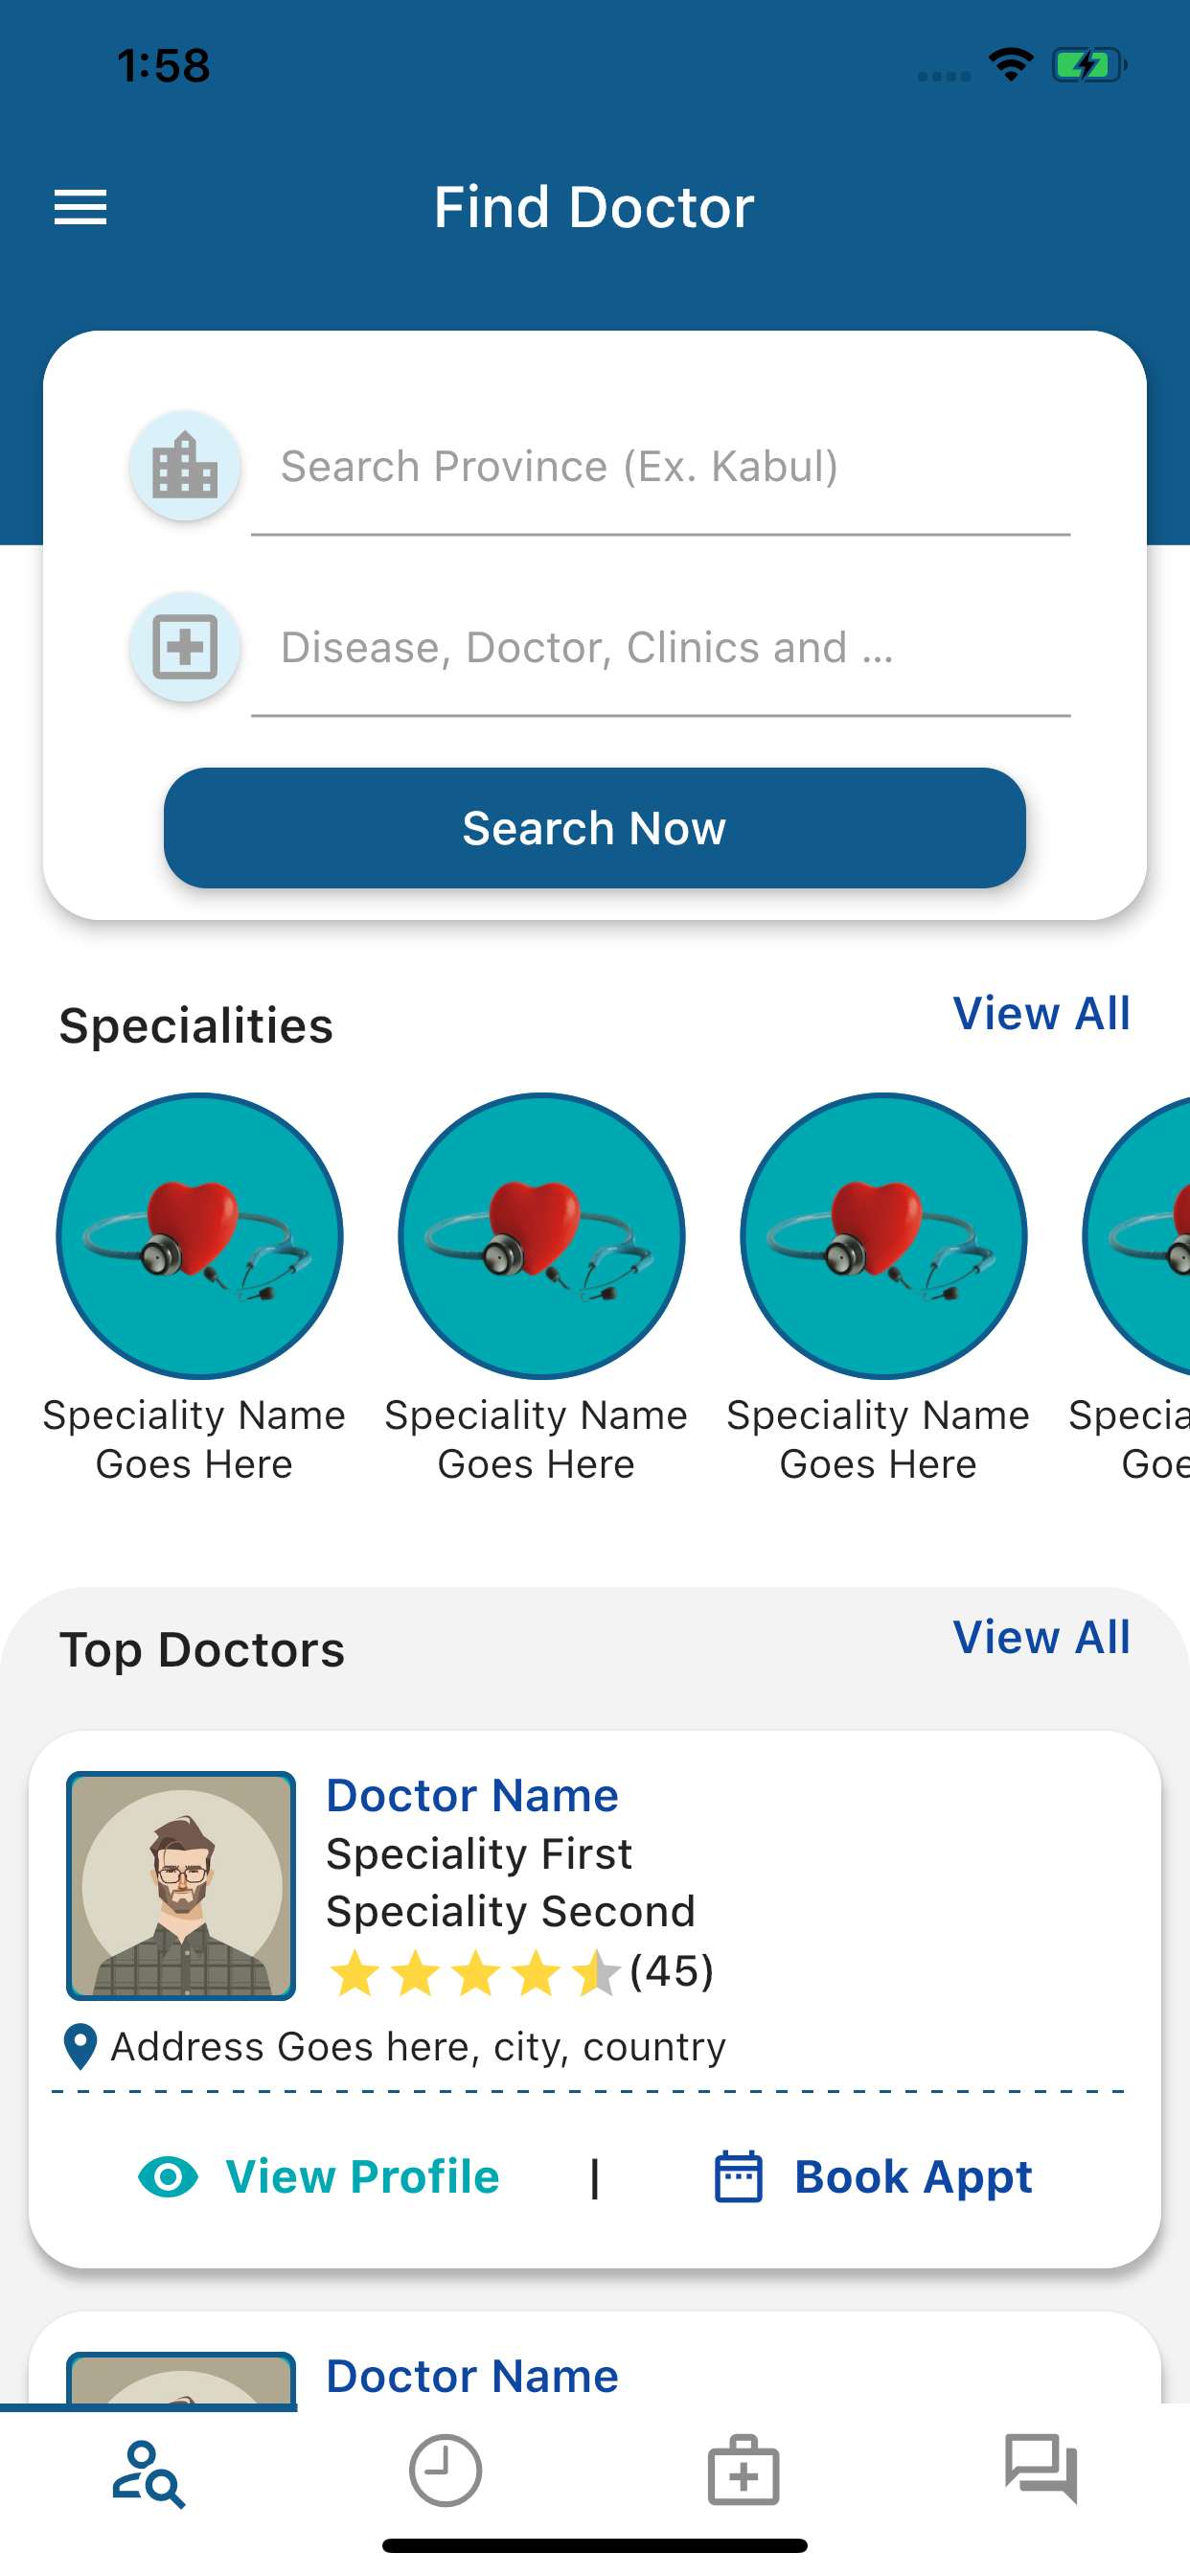 1:58
Find Doctor
Search Province (Ex. Kabul)
Disease, Doctor, Clinics and ...
Search Now
Specialities
View All
Speciality Name
Goes Here
Speciality Name
Goes Here
Speciality Name
Goes Here
Specia
Goe
Top Doctors
View All
Doctor Name
Speciality First
Speciality Second
(45)
Address Goes here, city, country
View Profile | Book Appt
Doctor Name